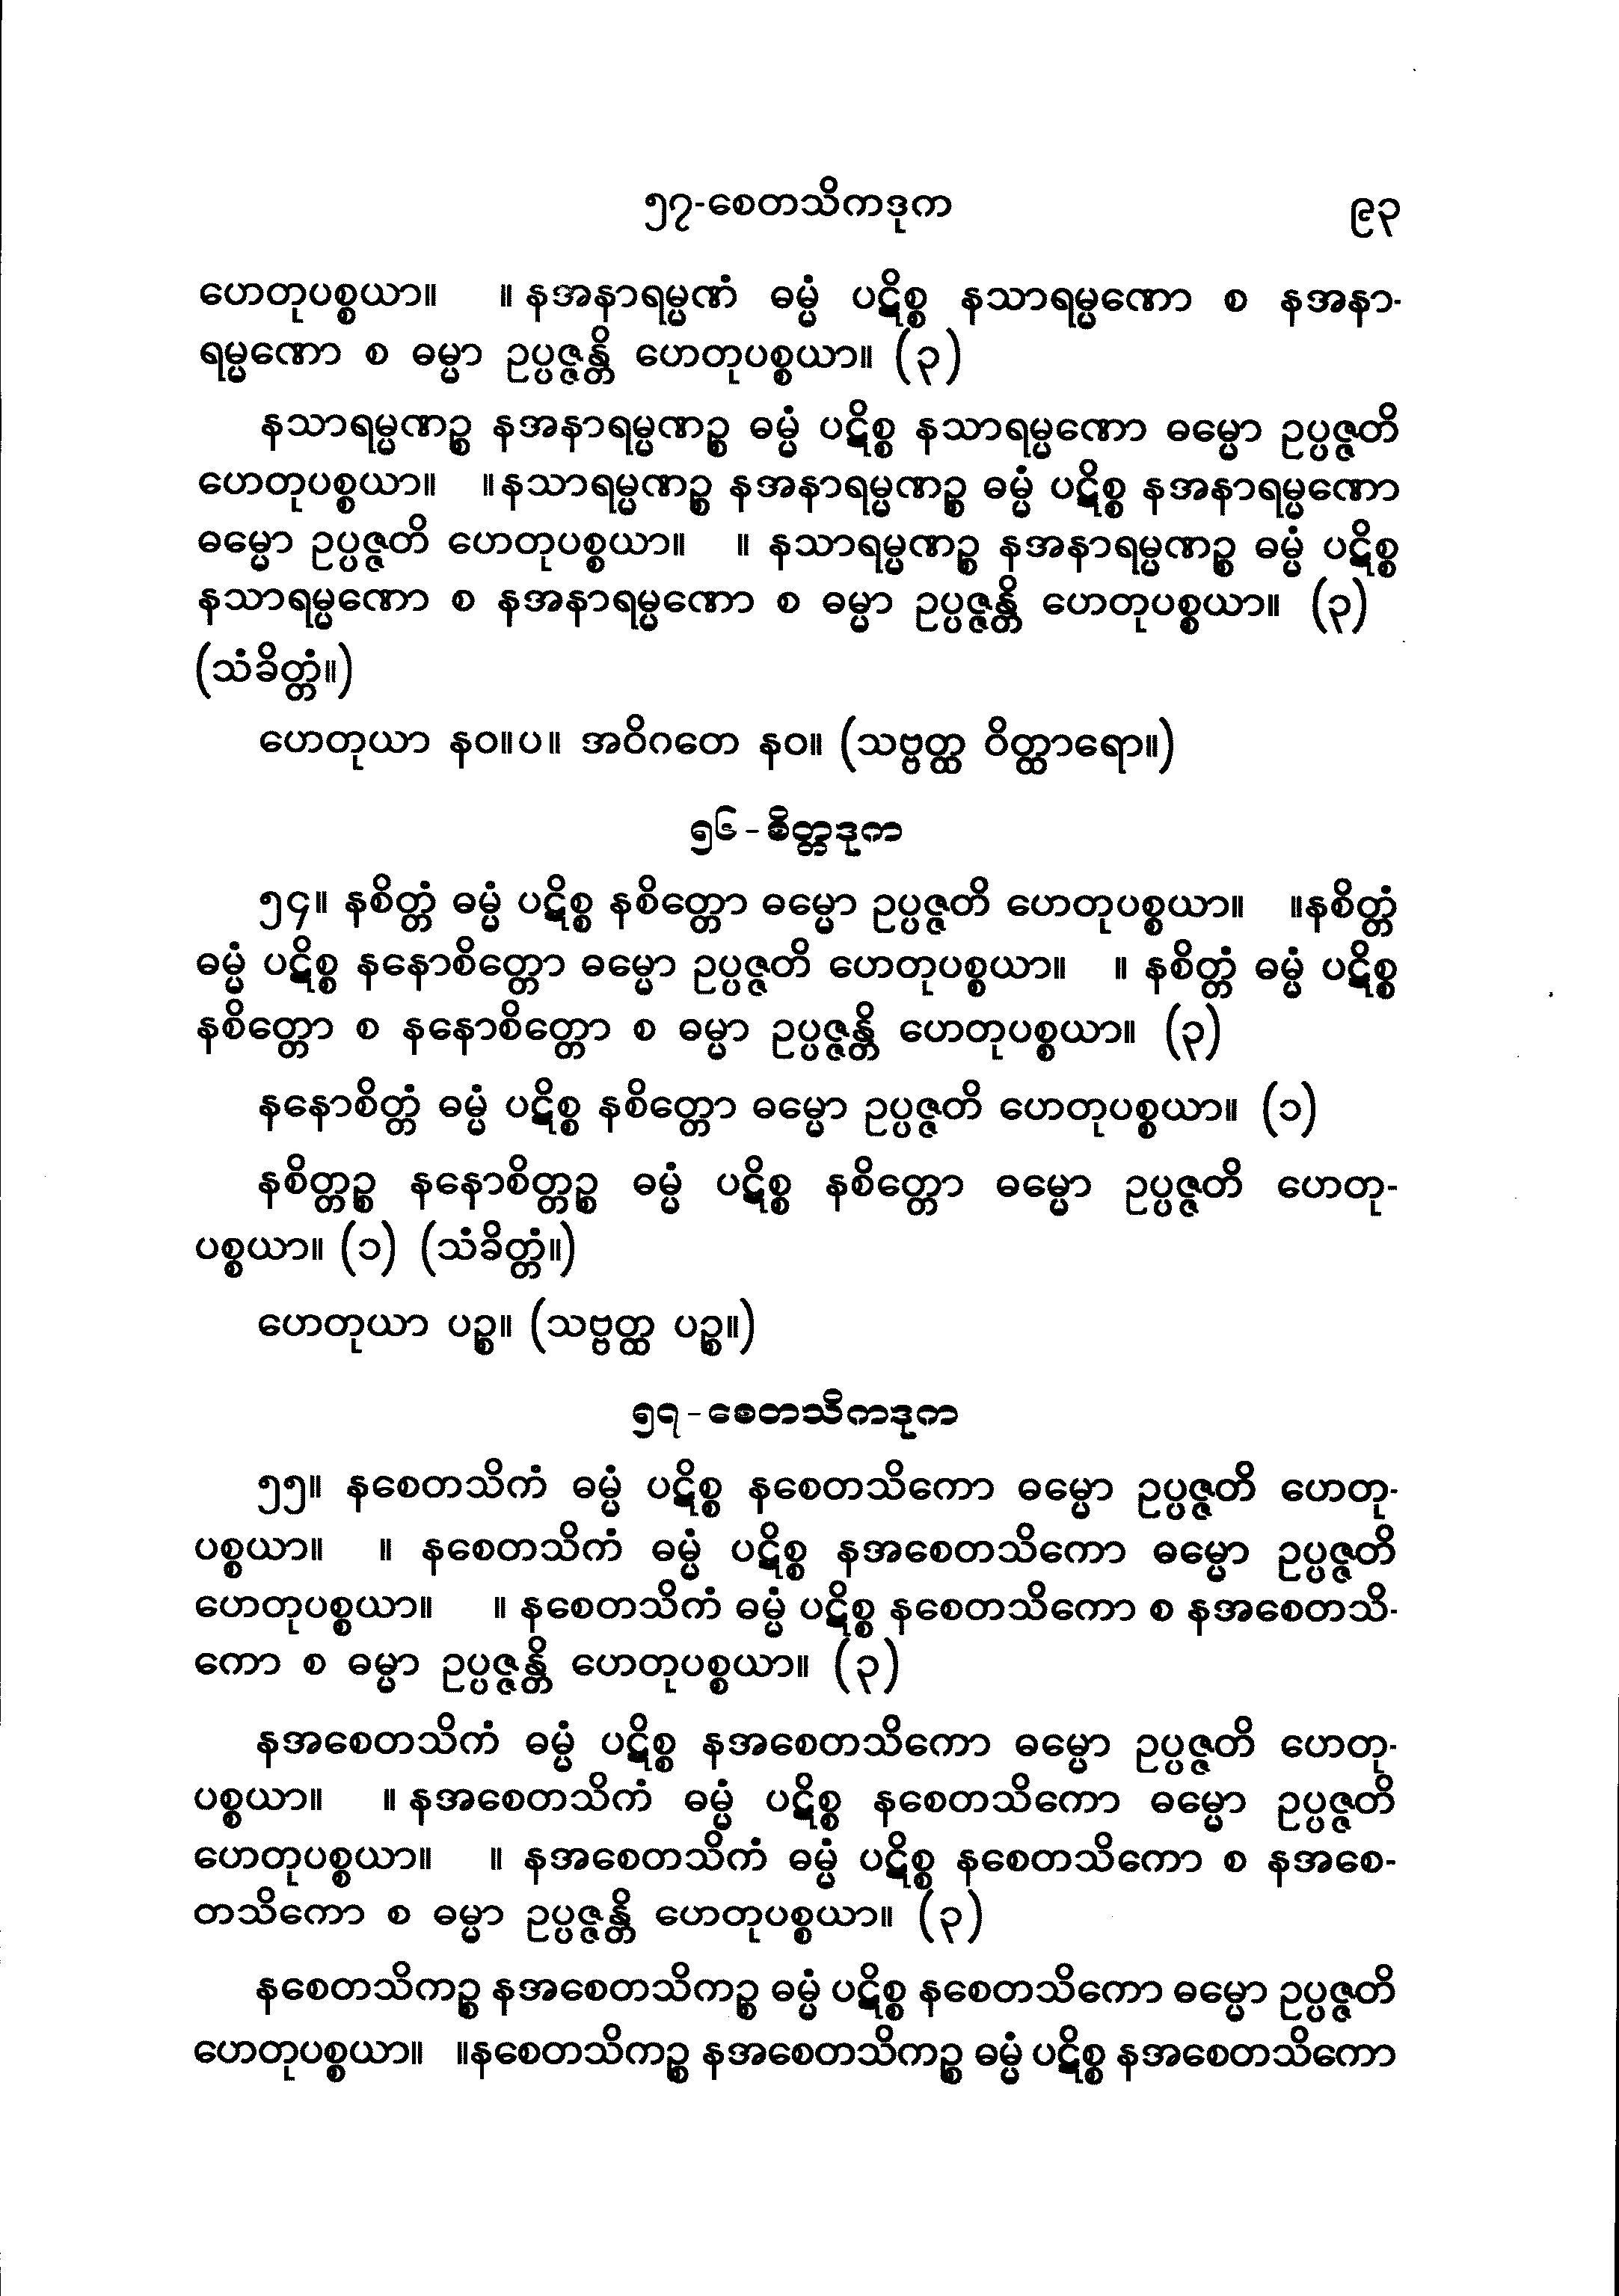 ၅၇-စေတသိကဒုက ၉၃
ဟေတုပစ္စယာ။ ။ နအနာရမ္မဏံ ဓမ္မံ ပဋိစ္စ နသာရမ္မဏော စ နအနာ-
ရမ္မဏော စ ဓမ္မာ ဥပ္ပဇ္ဇန္တိ ဟေတုပစ္စယာ။ (၃)
နသာရမ္မဏဉ္စ နအနာရမ္မဏဉ္စ ဓမ္မံ ပဋိစ္စ နသာရမ္မဏော ဓမ္မော ဥပ္ပဇ္ဇတိ
ဟေတုပစ္စယာ။ ။နသာရမ္မဏဉ္စ နအနာရမ္မဏဉ္စ ဓမ္မံ ပဋိစ္စ နအနာရမ္မဏော
ဓမ္မော ဥပ္ပဇ္ဇတိ ဟေတုပစ္စယာ။ ။ နသာရမ္မဏဉ္စ နအနာရမ္မဏဉ္စ ဓမ္မံ ပဋိစ္စ
နသာရမ္မဏော စ နအနာရမ္မဏော စ ဓမ္မာ ဥပ္ပဇ္ဇန္တိ ဟေတုပစ္စယာ။ (၃)
(သံခိတ္တံ။)
ဟေတုယာ နဝ။ပ။ အဝိဂတေ နဝ။ (သဗ္ဗတ္ထ ဝိတ္ထာရော။)
၅၆-စိတ္တဒုက
၅၄။ နစိတ္တံ ဓမ္မံ ပဋိစ္စ နစိတ္တော ဓမ္မော ဥပ္ပဇ္ဇတိ ဟေတုပစ္စယာ။ ။နစိတ္တံ
ဓမ္မံ ပဋိစ္စ နနောစိတ္တော ဓမ္မော ဥပ္ပဇ္ဇတိ ဟေတုပစ္စယာ။ ။ နစိတ္တံ ဓမ္မံ ပဋိစ္စ
နစိတ္တော စ နနောစိတ္တော စ ဓမ္မာ ဥပ္ပဇ္ဇန္တိ ဟေတုပစ္စယာ။ (၃)
နနောစိတ္တံ ဓမ္မံ ပဋိစ္စ နစိတ္တော ဓမ္မော ဥပ္ပဇ္ဇတိ ဟေတုပစ္စယာ။ (၁)
နစိတ္တဉ္စ နနောစိတ္တဉ္စ ဓမ္မံ ပဋိစ္စ နစိတ္တော ဓမ္မော ဥပ္ပဇ္ဇတိ ဟေတု-
ပစ္စယာ။ (၁) (သံခိတ္တံ။)
ဟေတုယာ ပဉ္စ။ (သဗ္ဗတ္ထ ပဉ္စ။)
၅၇-စေတသိကဒုက
၅၅။ နစေတသိကံ ဓမ္မံ ပဋိစ္စ နစေတသိကော ဓမ္မော ဥပ္ပဇ္ဇတိ ဟေတု-
ပစ္စယာ။ ။ နစေတသိကံ ဓမ္မံ ပဋိစ္စ နအစေတသိကော ဓမ္မော ဥပ္ပဇ္ဇတိ
ဟေတုပစ္စယာ။ ။ နစေတသိကံ ဓမ္မံ ပဋိစ္စ နစေတသိကော စ နအစေတသိ-
ကော စ ဓမ္မာ ဥပ္ပဇ္ဇန္တိ ဟေတုပစ္စယာ။ (၃)
နအစေတသိကံ ဓမ္မံ ပဋိစ္စ နအစေတသိကော ဓမ္မော ဥပ္ပဇ္ဇတိ ဟေတု-
ပစ္စယာ။ ။ နအစေတသိကံ ဓမ္မံ ပဋိစ္စ နစေတသိကော ဓမ္မော ဥပ္ပဇ္ဇတိ
ဟေတုပစ္စယာ။ ။ နအစေတသိကံ ဓမ္မံ ပဋိစ္စ နစေတသိကော စ နအစေ-
တသိကော စ ဓမ္မာ ဥပ္ပဇ္ဇန္တိ ဟေတုပစ္စယာ။ (၃)
နစေတသိကဉ္စ နအစေတသိကဉ္စ ဓမ္မံ ပဋိစ္စ နစေတသိကော ဓမ္မော ဥပ္ပဇ္ဇတိ
ဟေတုပစ္စယာ။ ။နစေတသိကဉ္စ နအစေတသိကဉ္စ ဓမ္မံ ပဋိစ္စ နအစေတသိကော